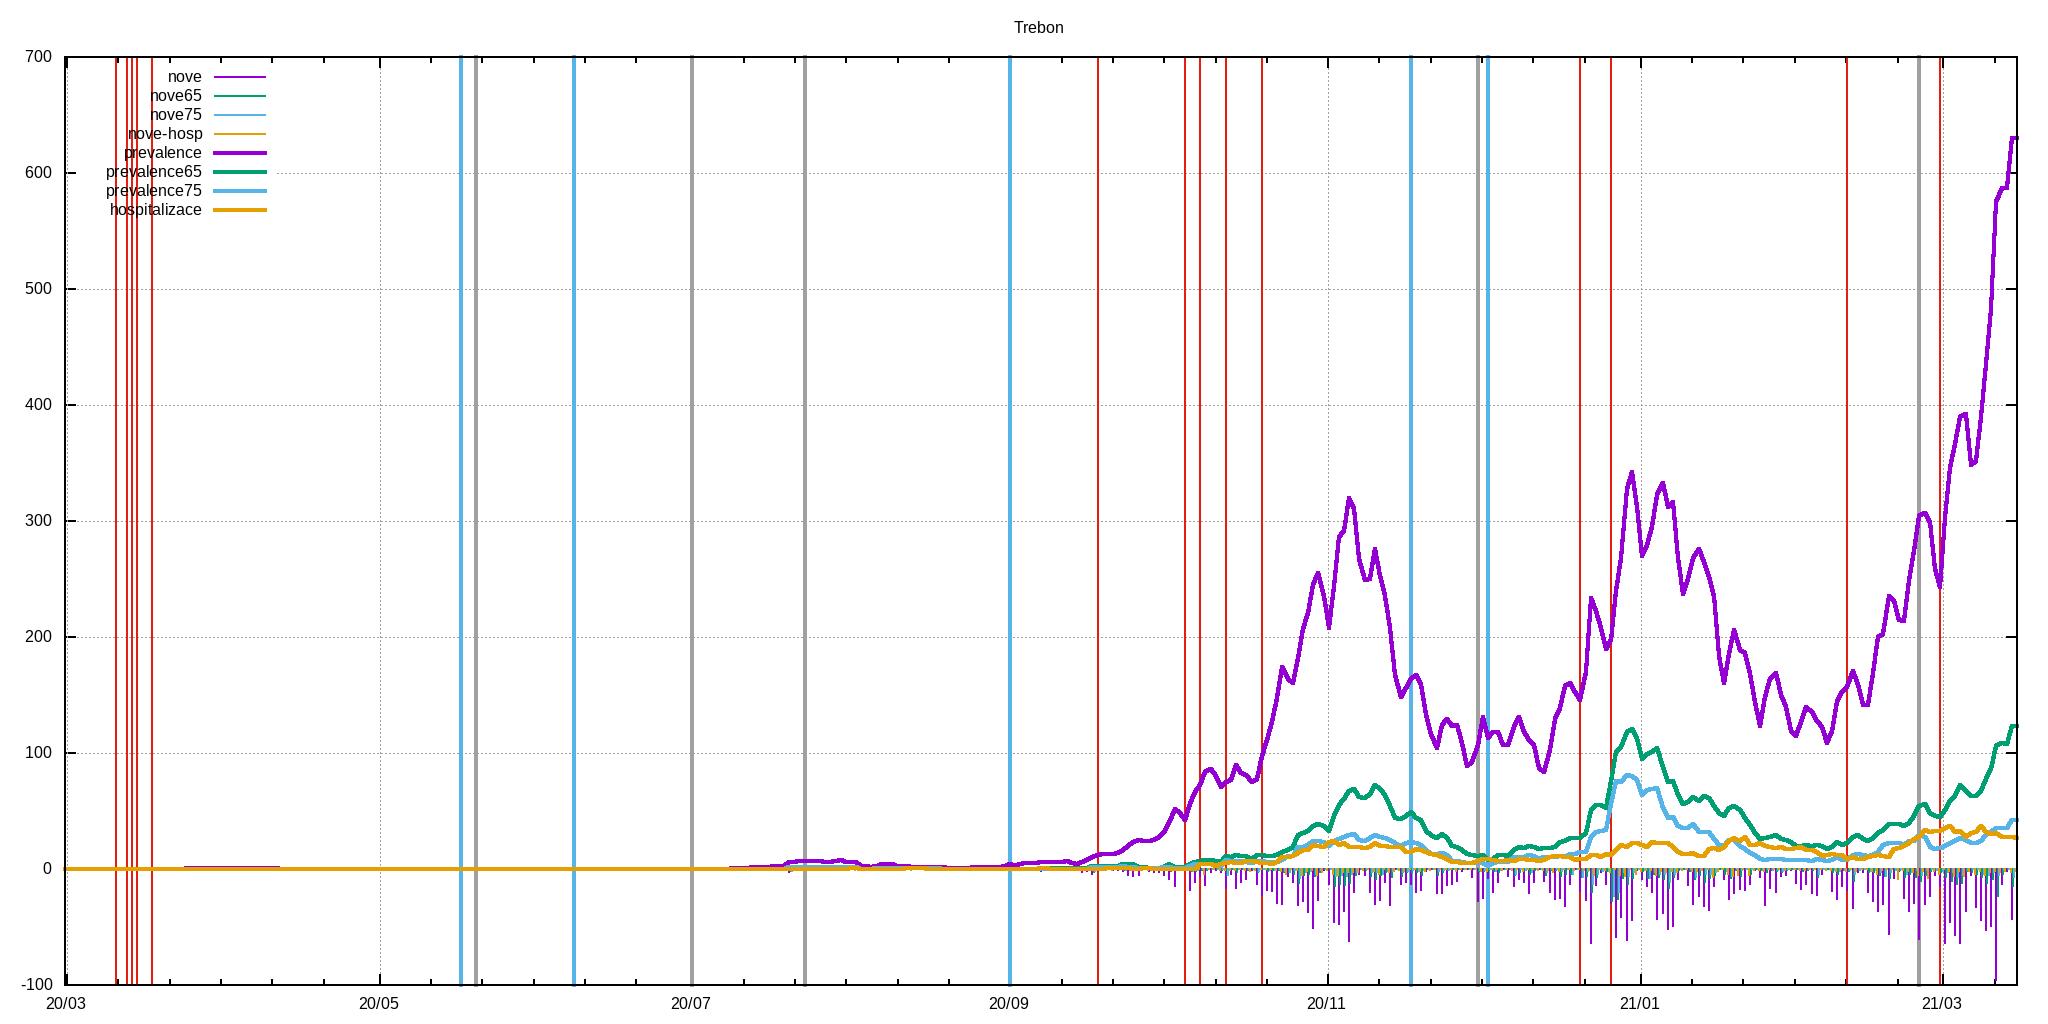 Trebon
700
600
500
400
300
200
100
0
-100
nove
nove65
nove75
nove-hosp
prevalence
prevalence65
prevalence75
hospitalizace
20/03
20/05
20/07
20/09
20/11
21/01
21/03